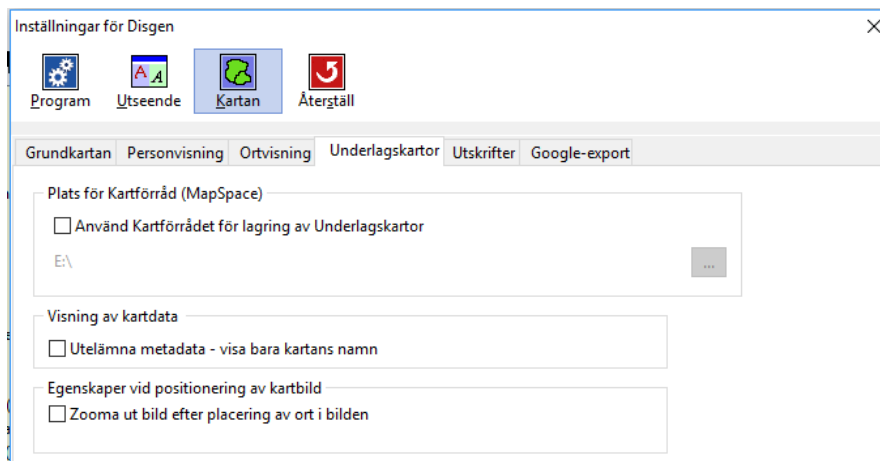 Inställningar för Disgen
Program Utseende Kartan Återställ
Grundkartan Personvisning Ortvisning Underlagskartor Utskrifter Google-export
Plats för Kartförråd (MapSpace)
Använd Kartförrådet för lagring av Underlagskartor
E:\
...
Visning av kartdata
Utelämna metadata - visa bara kartans namn
Egenskaper vid positionering av kartbild
Zooma ut bild efter placering av ort i bilden